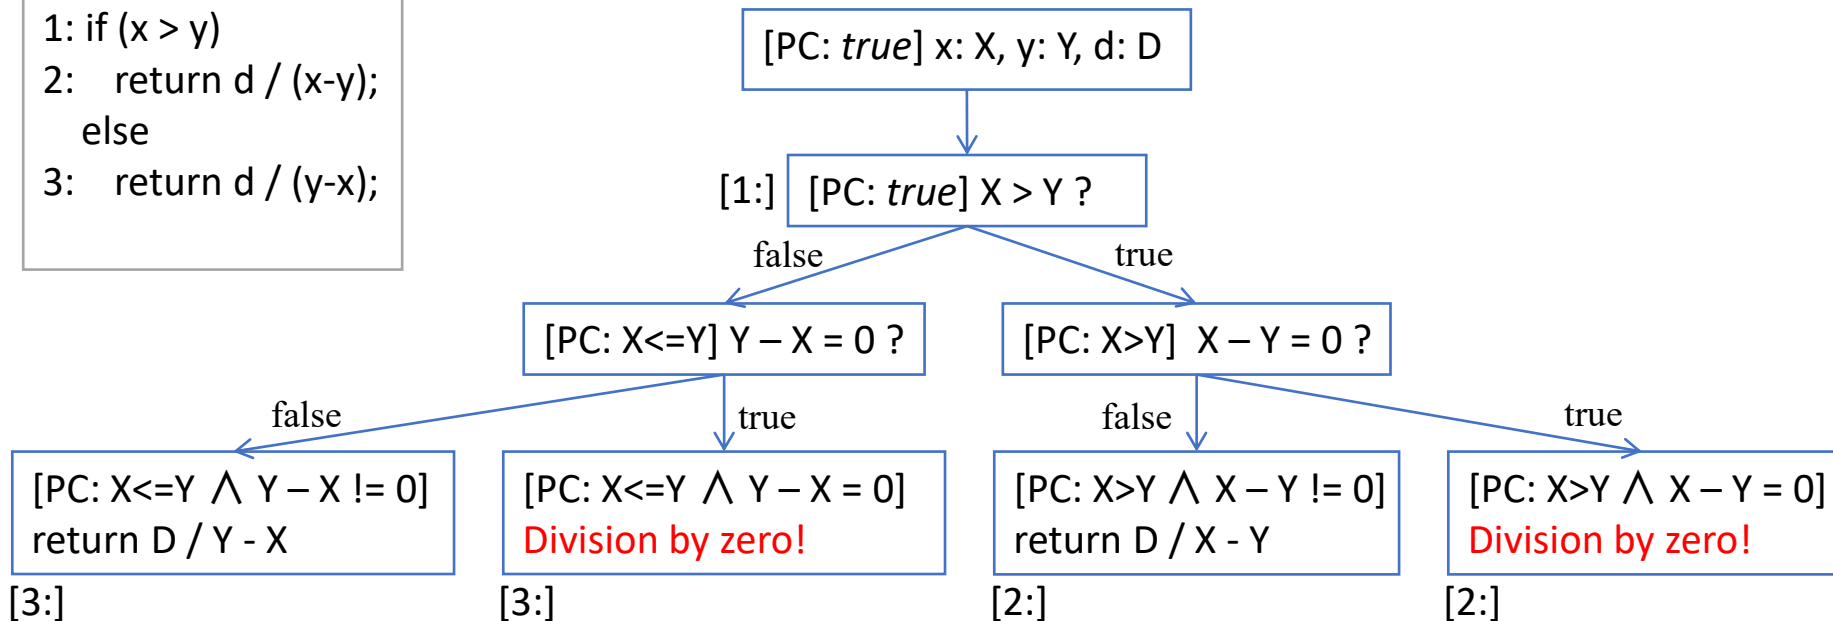 1: if (x > y)
2: return d / (x-y);
else
3: return d / (y-x);
[PC: true] x: X, y: Y, d: D
[1:] [PC: true] X > Y ?
false
true
[PC: X<=Y] Y – X = 0 ?
[PC: X>Y] X – Y = 0 ?
false
true
false
true
[PC: X<=Y ⋀ Y – X != 0]
return D / Y - X
[3:]
[PC: X<=Y ⋀ Y – X = 0]
Division by zero!
[3:]
[PC: X>Y ⋀ X – Y != 0]
return D / X - Y
[2:]
[PC: X>Y ⋀ X – Y = 0]
Division by zero!
[2:]